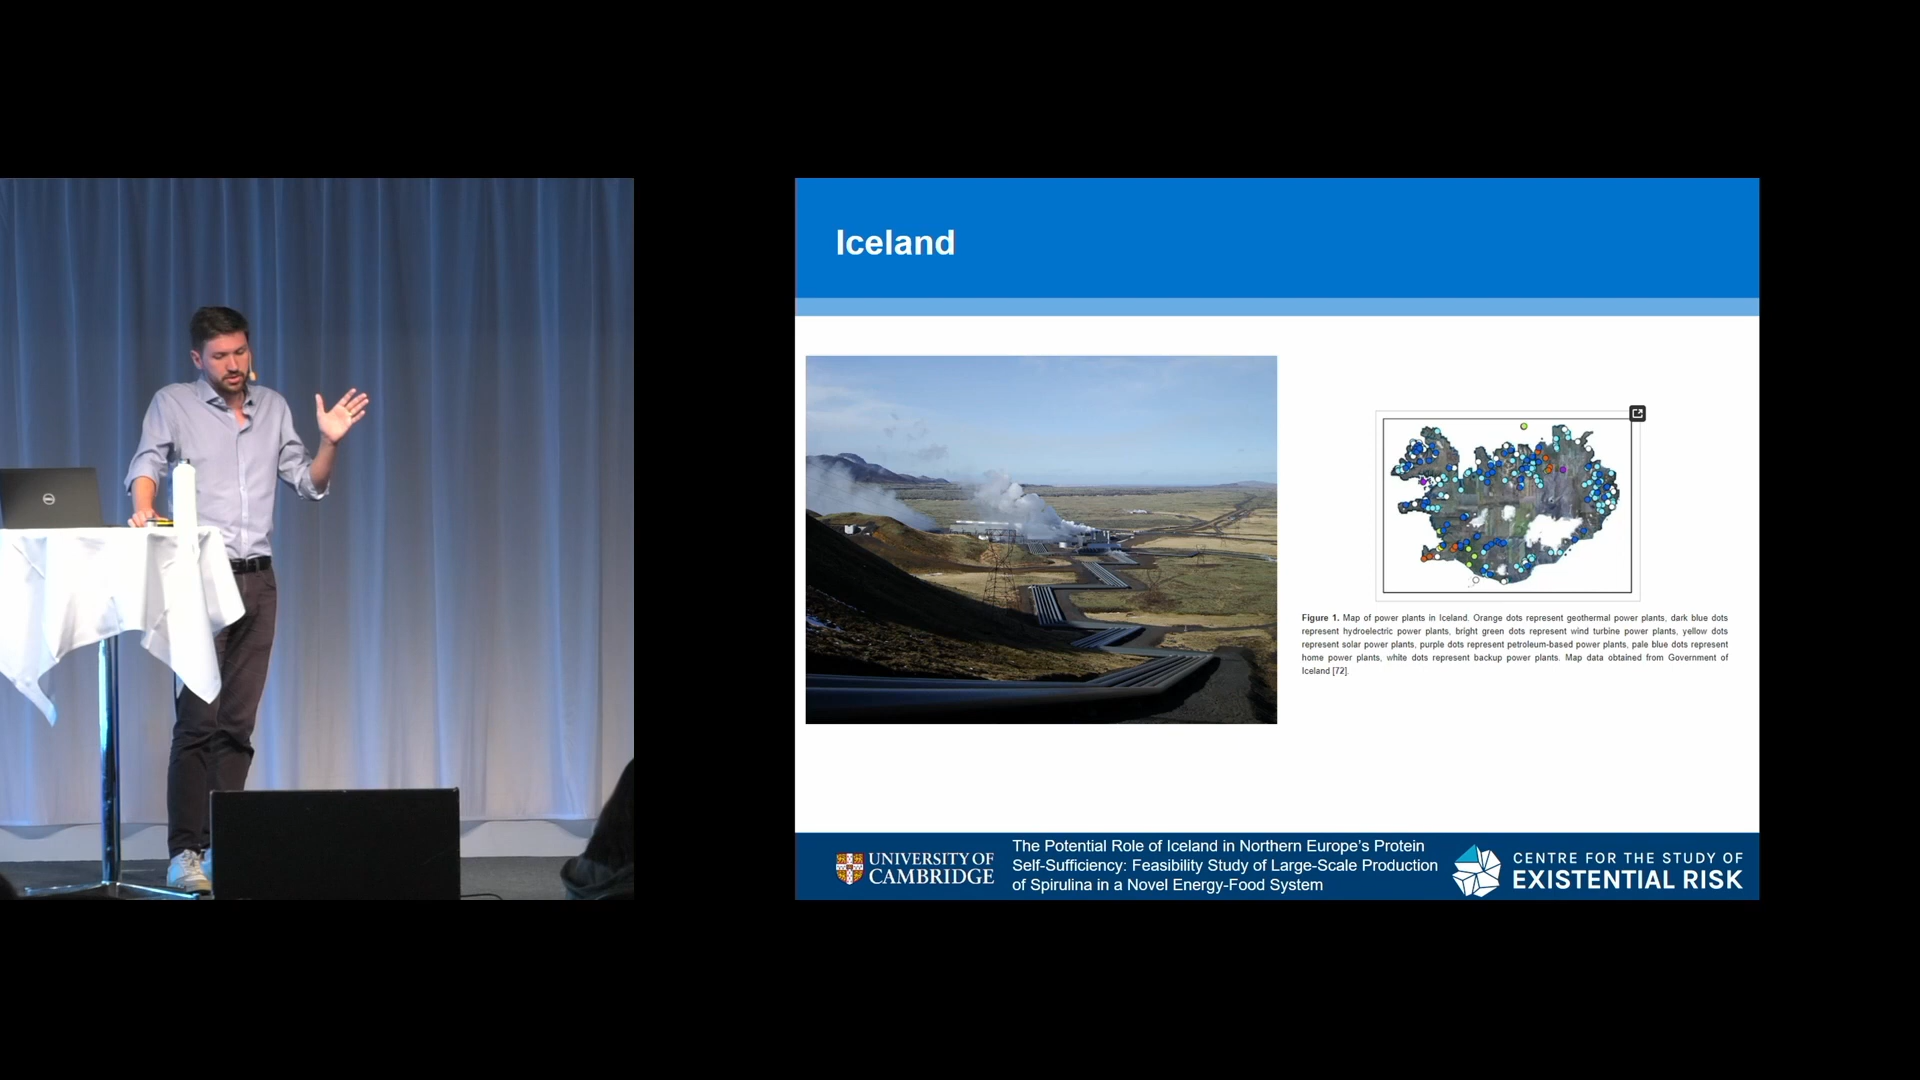 Iceland
Figure 1. Map of power plants in Iceland. Orange dots represent geothermal power plants, dark blue dots
represent hydroelectric power plants, bright green dots represent wind turbine power plants, yellow dots
represent solar power plants, purple dots represent petroleum-based power plants, pale blue dots represent
home power plants, white dots represent backup power plants. Map data obtained from Government of
Iceland [72].
UNIVERSITY OF
CAMBRIDGE
The Potential Role of Iceland in Northern Europe's Protein
Self-Sufficiency: Feasibility Study of Large-Scale Production
of Spirulina in a Novel Energy-Food System
CENTRE FOR THE STUDY OF
EXISTENTIAL RISK
DELL